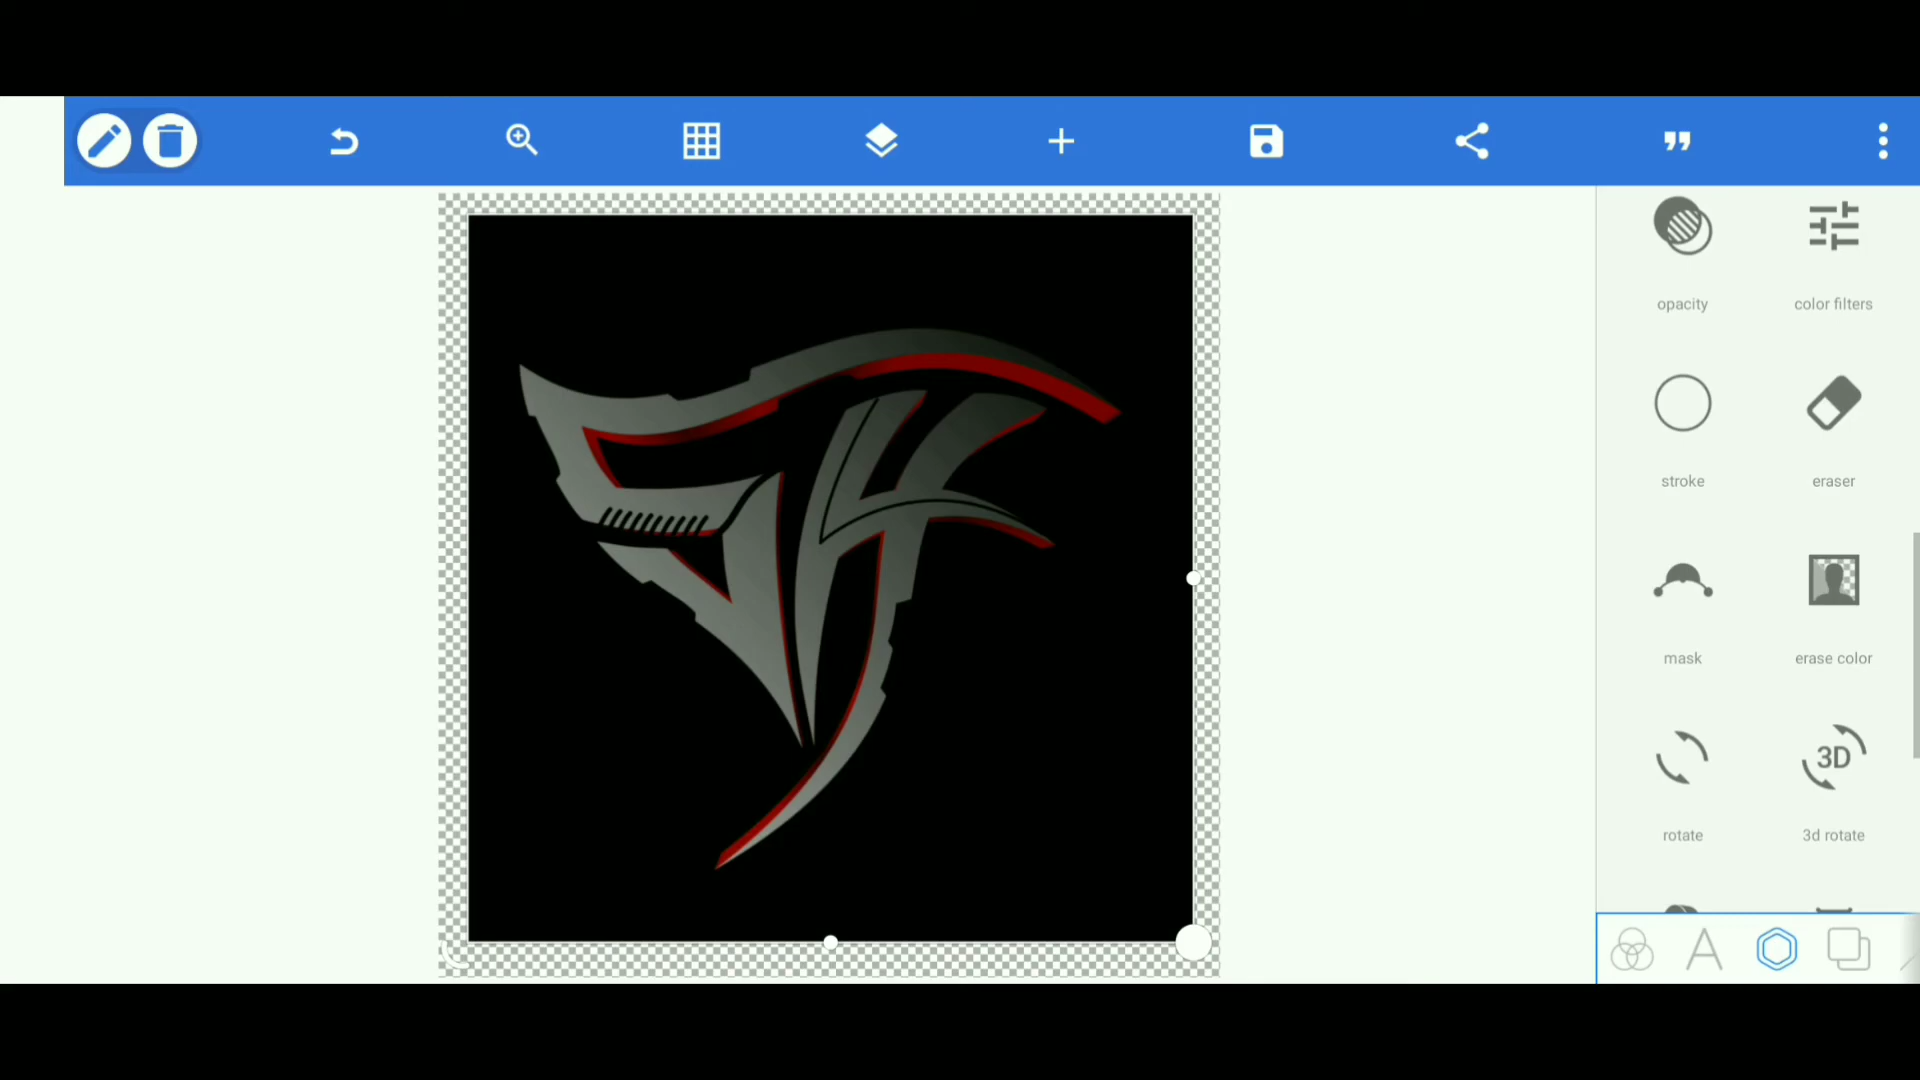 opacity color filters
stroke eraser
mask erase color
rotate 3D
3d rotate